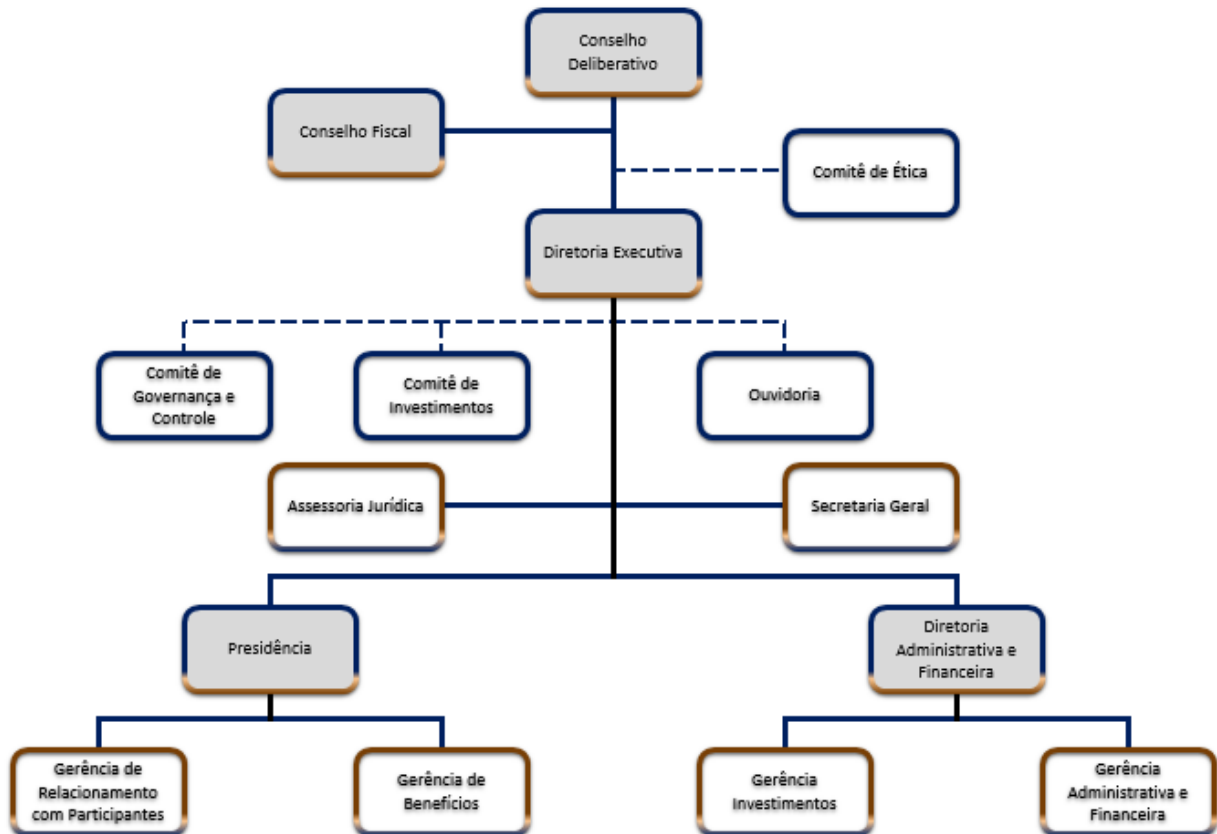 Conselho
Deliberativo
Conselho Fiscal
Comitê de Ética
Diretoria Executiva
Comitê de
Governança e
Controle
Comitê de
Investimentos
Ouvidoria
Assessoria Jurídica
Secretaria Geral
Presidência
Diretoria
Administrativa e
Financeira
Gerência de
Relacionamento
com Participantes
Gerência de
Benefícios
Gerência
Investimentos
Gerência
Administrativa e
Financeira